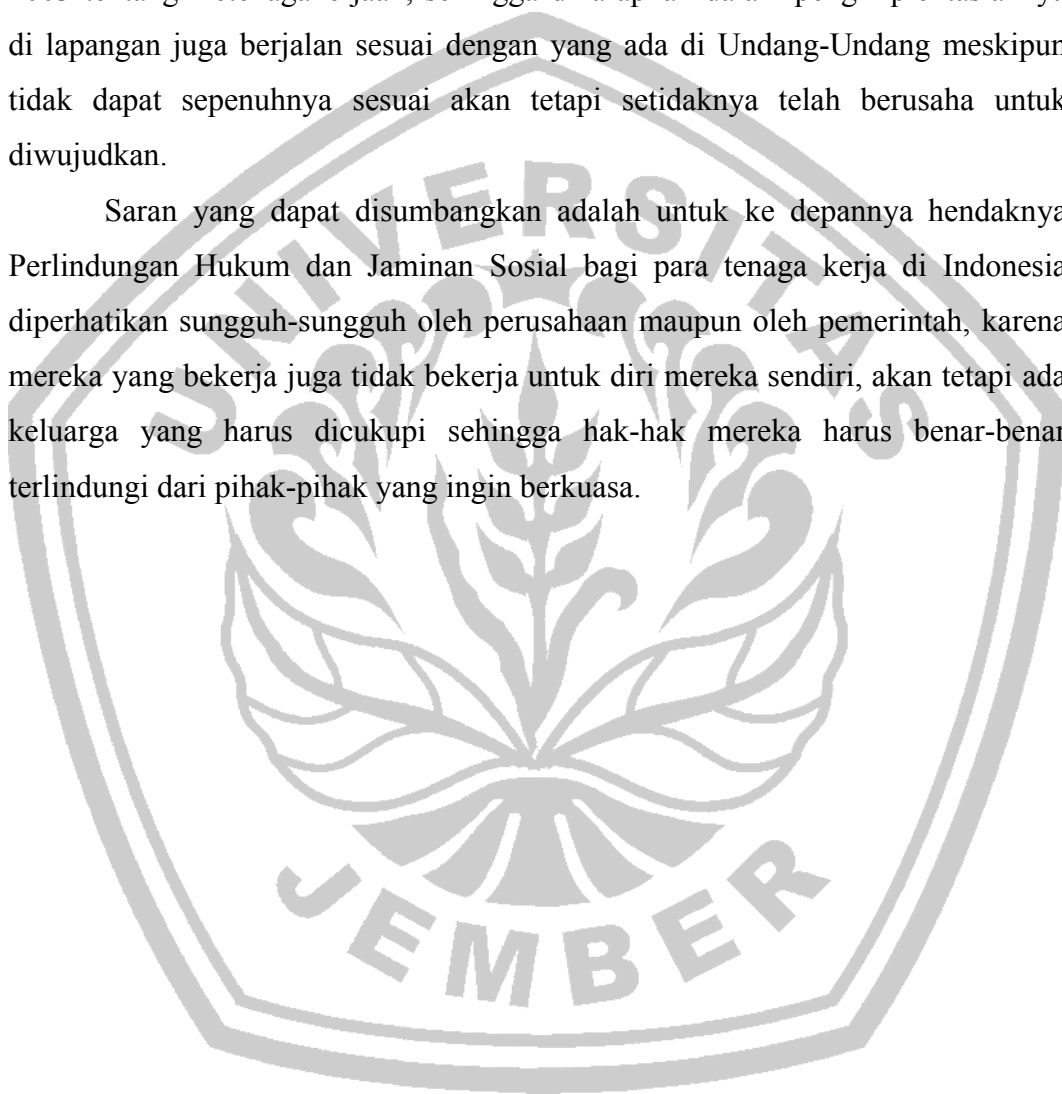 di lapangan juga berjalan sesuai dengan yang ada di Undang-Undang meskipun
tidak dapat sepenuhnya sesuai akan tetapi setidaknya telah berusaha untuk
diwujudkan.
Saran yang dapat disumbangkan adalah untuk ke depannya hendaknya
Perlindungan Hukum dan Jaminan Sosial bagi para tenaga kerja di Indonesia
diperhatikan sungguh-sungguh oleh perusahaan maupun oleh pemerintah, karena
mereka yang bekerja juga tidak bekerja untuk diri mereka sendiri, akan tetapi ada
keluarga yang harus dicukupi sehingga hak-hak mereka harus benar-benar
terlindungi dari pihak-pihak yang ingin berkuasa.
UNIVERSITAS
JEMBER